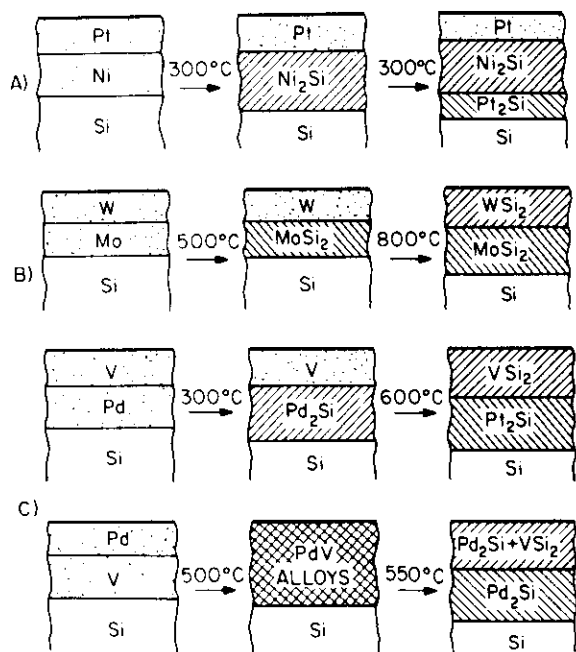 A)
Pt
Ni
Si
300°C
Pt
Ni₂Si
Si
300°C
Pt
Ni₂Si
Pt₂Si
Si
B)
W
Mo
Si
500°C
W
MoSi₂
Si
800°C
WSi₂
MoSi₂
Si
V
Pd
Si
300°C
V
Pd₂Si
Si
600°C
VSi₂
Pt₂Si
Si
C)
Pd
V
Si
500°C
PdV
ALLOYS
Si
550°C
Pd₂Si+VSi₂
Pd₂Si
Si